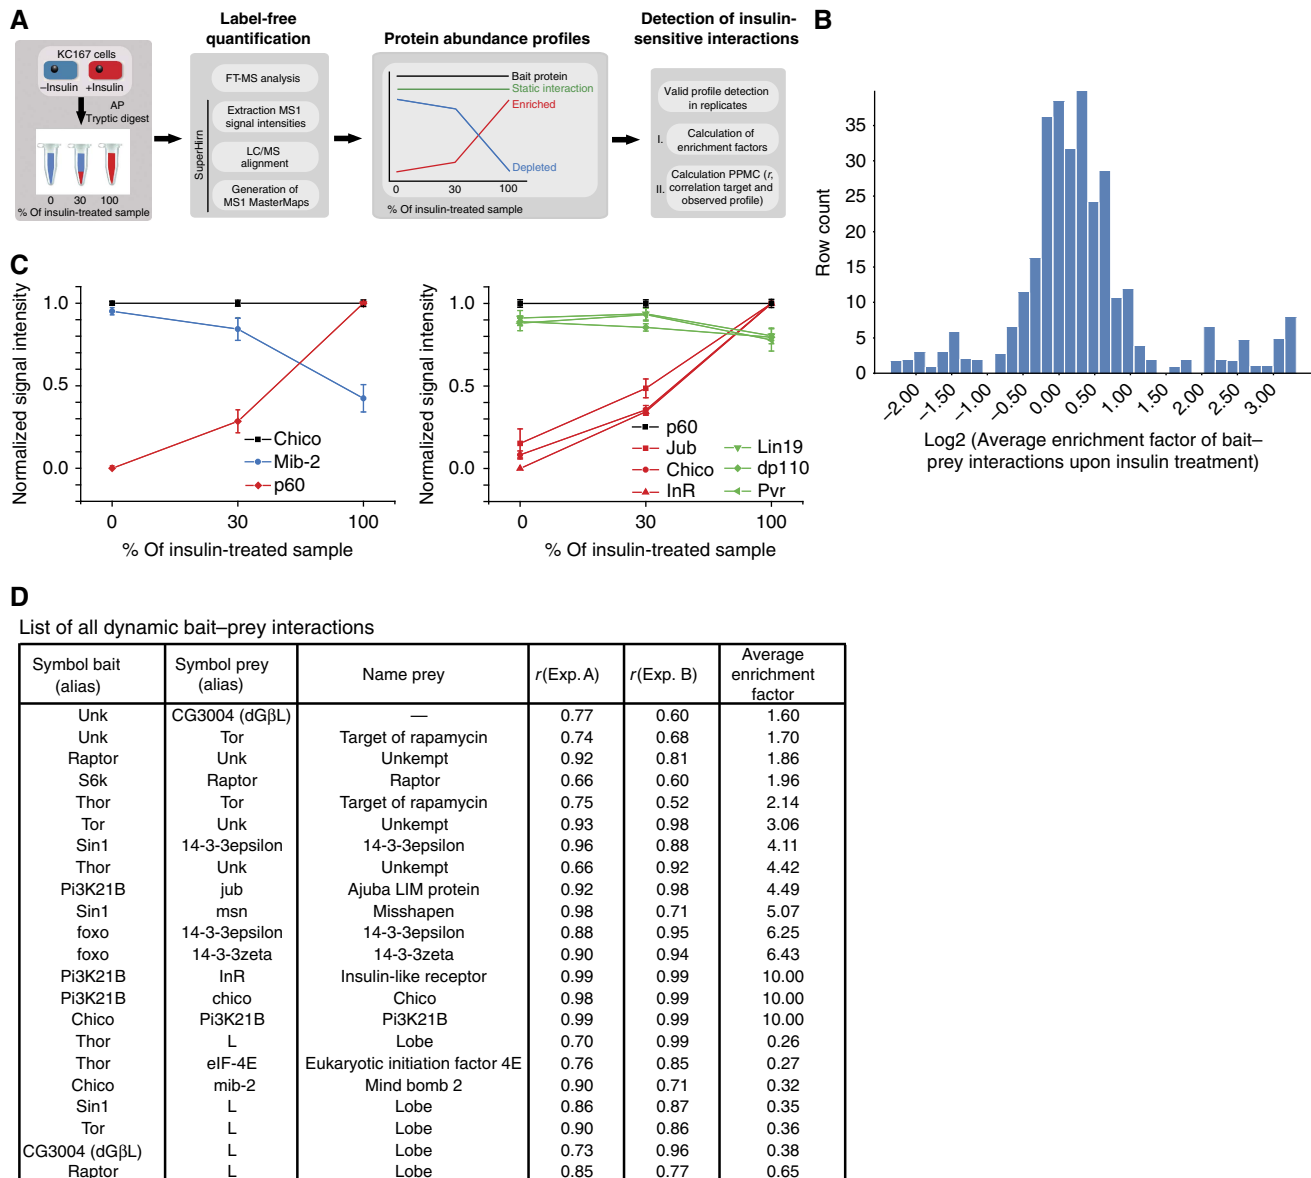 A
Label-free
quantification
Protein abundance profiles
Detection of insulin-
sensitive interactions
KC167 cells
–Insulin +Insulin
AP
Tryptic digest
0 30 100
% Of insulin-treated sample
FT-MS analysis
SuperHirn
Extraction MS1
signal intensities
LC/MS
alignment
Generation of
MS1 MasterMaps
Bait protein
Static interaction
Enriched
Depleted
0 30 100
% Of insulin-treated sample
Valid profile detection
in replicates
I.
Calculation of
enrichment factors
II.
Calculation PPMC (r,
correlation target and
observed profile)
B
Row count
35
30
25
20
15
10
5
0
–2.00 –1.50 –1.00 –0.50 0.00 0.50 1.00 1.50 2.00 2.50 3.00
Log2 (Average enrichment factor of bait–
prey interactions upon insulin treatment)
C
Normalized signal intensity
1.0
0.5
0.0
Chico
Mib-2
p60
0 30 100
% Of insulin-treated sample
Normalized signal intensity
1.0
0.5
0.0
p60
Jub
Chico
InR
Lin19
dp110
Pvr
0 30 100
% Of insulin-treated sample
D
List of all dynamic bait–prey interactions
Symbol bait
(alias)
Symbol prey
(alias)
Name prey
r(Exp. A)
r(Exp. B)
Average
enrichment
factor
Unk CG3004 (dGβL) — 0.77 0.60 1.60
Unk Tor Target of rapamycin 0.74 0.68 1.70
Raptor Unk Unkempt 0.92 0.81 1.86
S6k Raptor Raptor 0.66 0.60 1.96
Thor Tor Target of rapamycin 0.75 0.52 2.14
Tor Unk Unkempt 0.93 0.98 3.06
Sin1 14-3-3epsilon 14-3-3epsilon 0.96 0.88 4.11
Thor Unk Unkempt 0.66 0.92 4.42
Pi3K21B jub Ajuba LIM protein 0.92 0.98 4.49
Sin1 msn Misshapen 0.98 0.71 5.07
foxo 14-3-3epsilon 14-3-3epsilon 0.88 0.95 6.25
foxo 14-3-3zeta 14-3-3zeta 0.90 0.94 6.43
Pi3K21B InR Insulin-like receptor 0.99 0.99 10.00
Pi3K21B chico Chico 0.98 0.99 10.00
Chico Pi3K21B Pi3K21B 0.99 0.99 10.00
Thor L Lobe 0.70 0.99 0.26
Thor eIF-4E Eukaryotic initiation factor 4E 0.76 0.85 0.27
Chico mib-2 Mind bomb 2 0.90 0.71 0.32
Sin1 L Lobe 0.86 0.87 0.35
Tor L Lobe 0.90 0.86 0.36
CG3004 (dGβL) L Lobe 0.73 0.96 0.38
Raptor L Lobe 0.85 0.77 0.65